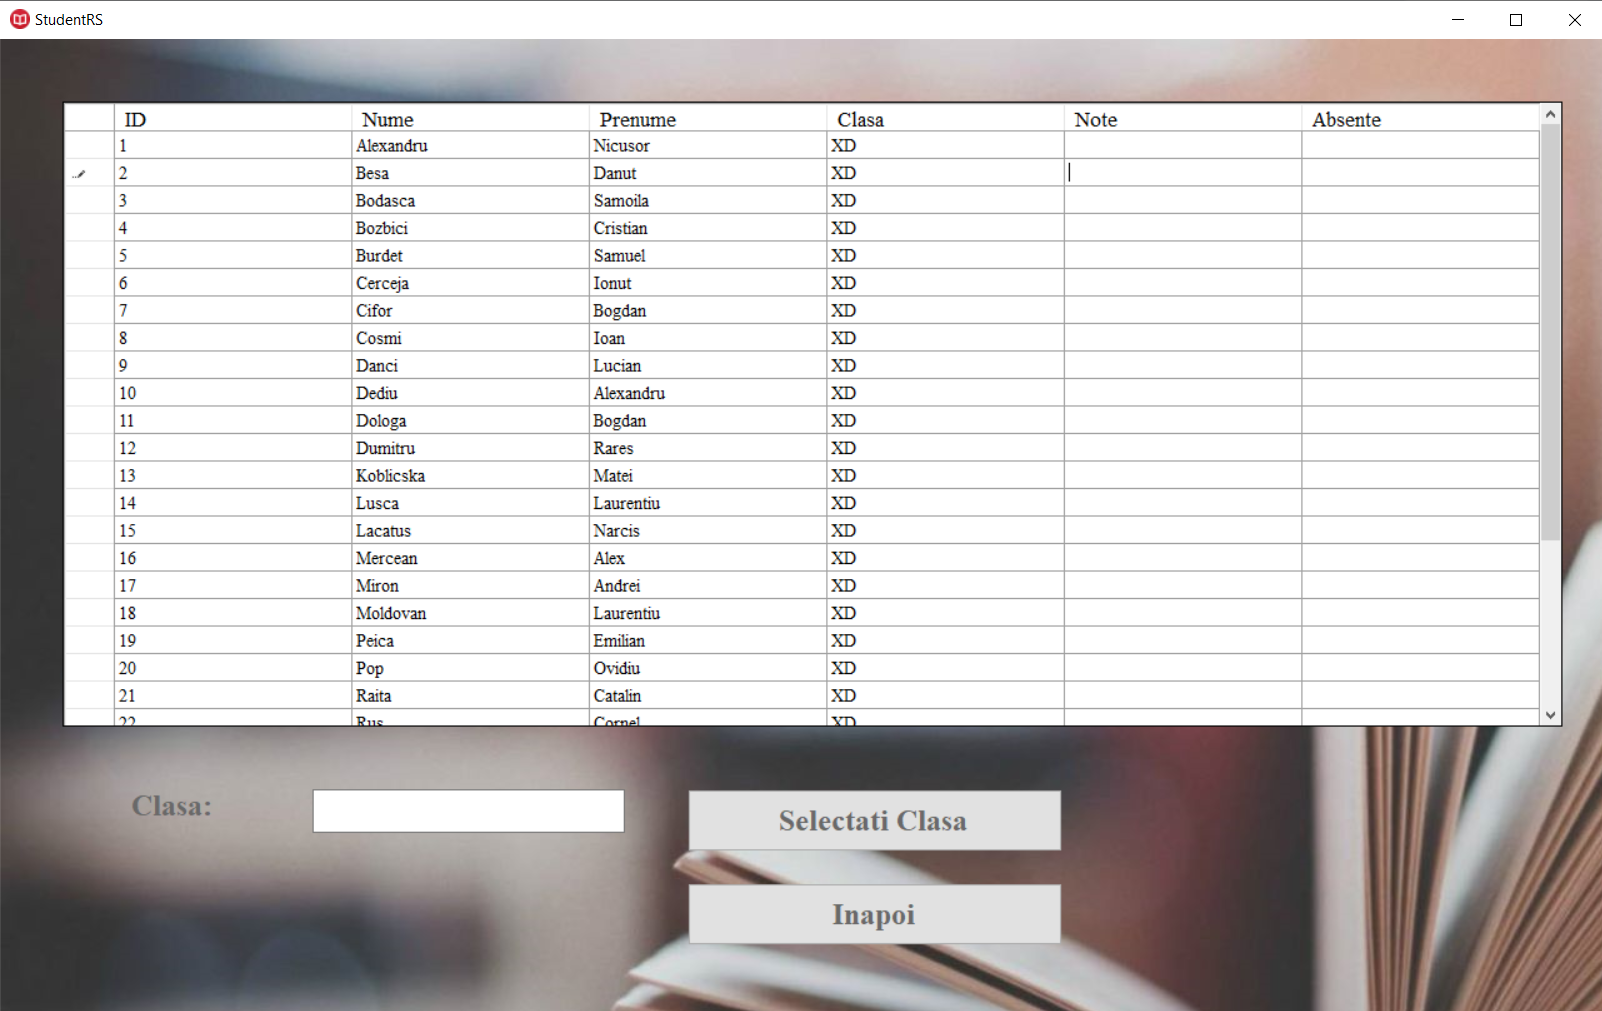 StudentRS
ID Nume Prenume Clasa Note Absente
1 Alexandru Nicusor XD
2 Besa Danut XD
3 Bodasca Samoila XD
4 Bozbici Cristian XD
5 Burdet Samuel XD
6 Cerceja Ionut XD
7 Cifor Bogdan XD
8 Cosmi Ioan XD
9 Danci Lucian XD
10 Dediu Alexandru XD
11 Dologa Bogdan XD
12 Dumitru Rares XD
13 Koblicska Matei XD
14 Lusca Laurentiu XD
15 Lacatus Narcis XD
16 Mercean Alex XD
17 Miron Andrei XD
18 Moldovan Laurentiu XD
19 Peica Emilian XD
20 Pop Ovidiu XD
21 Raita Catalin XD
22 Rus Cornel XD
Clasa:
Selectati Clasa
Inapoi